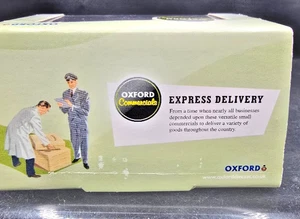 OXFORD
Commercials
EXPRESS DELIVERY
From a time when nearly all businesses
depended upon these versatile small
commercials to deliver a variety of
goods throughout the country.
OXFORD